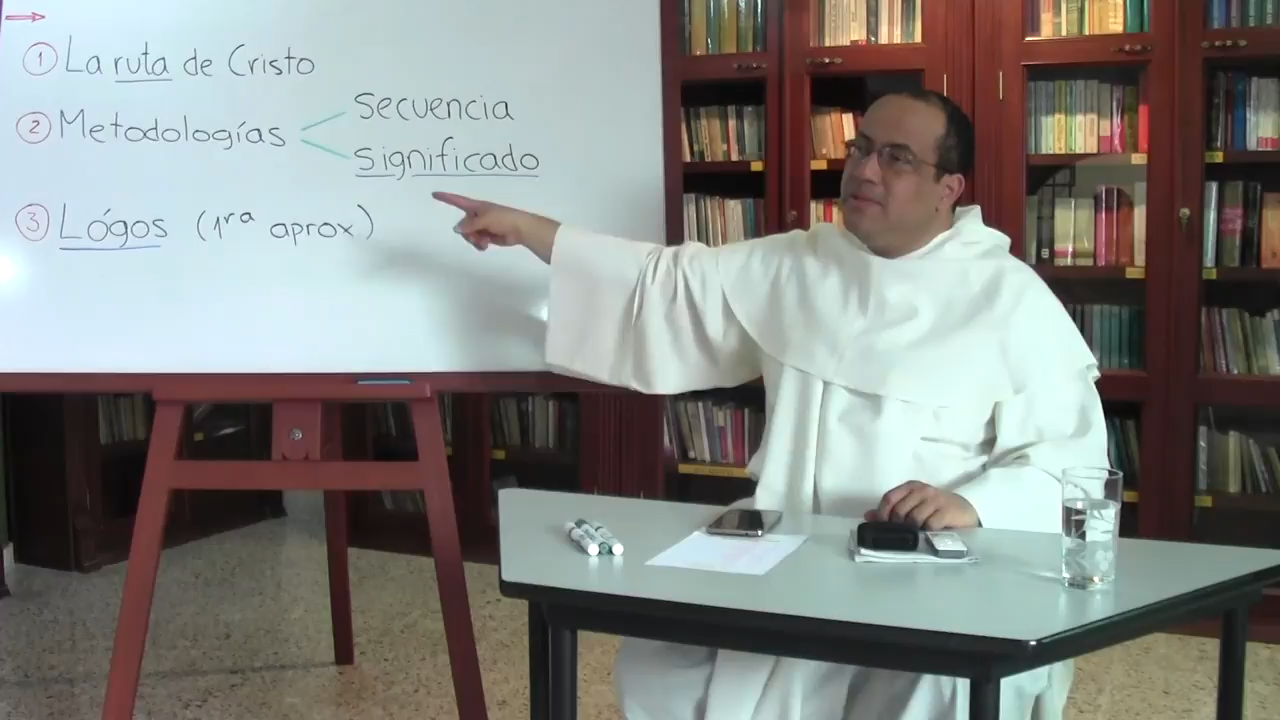 ① La ruta de Cristo
② Metodologías < Secuencia
Significado
③ Lógos (1ʳᵃ aprox)